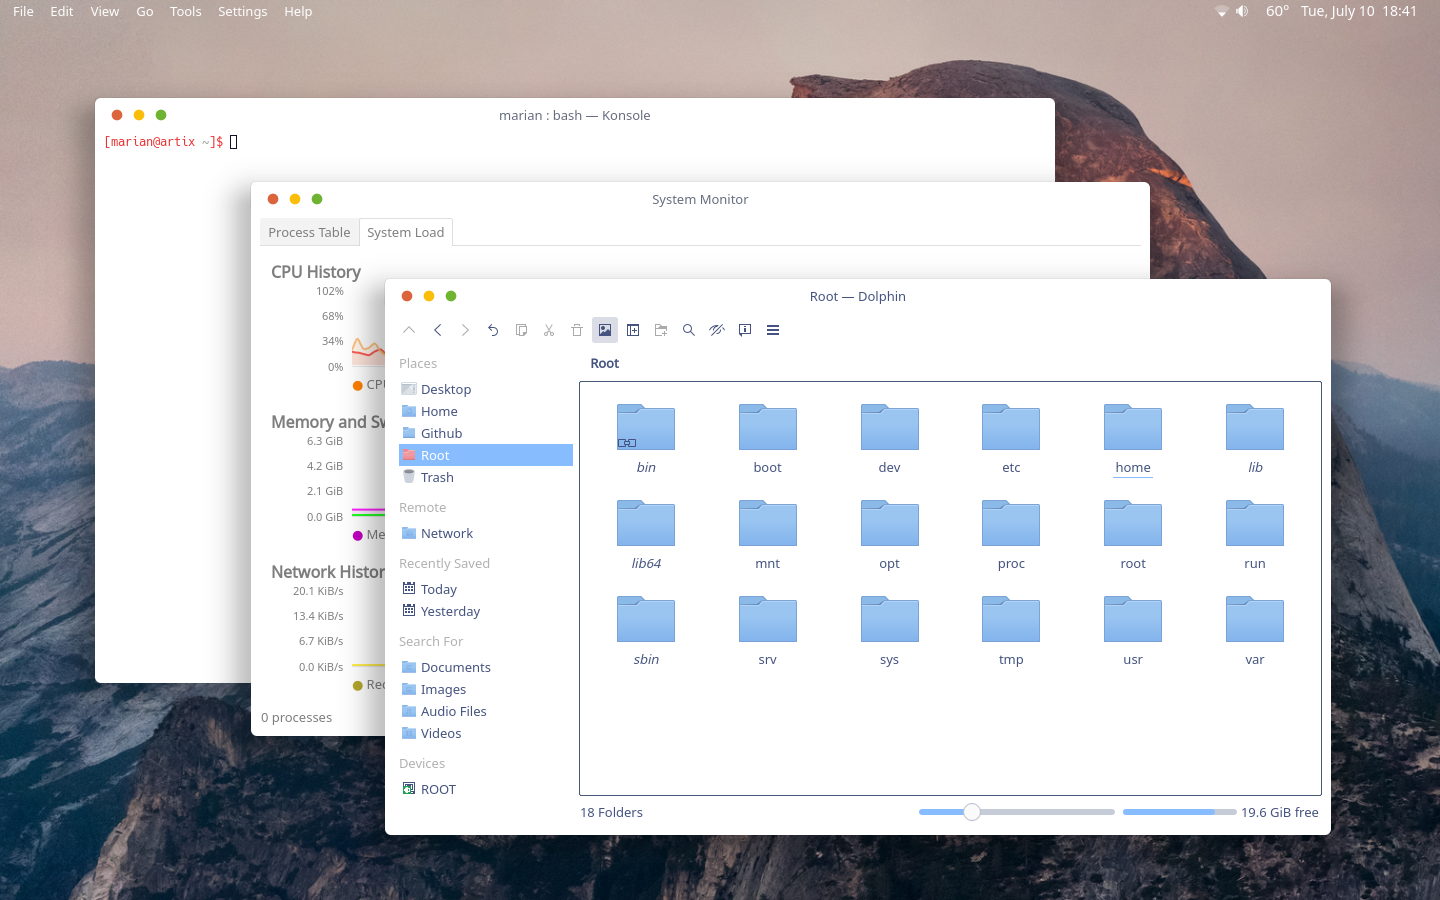 File Edit View Go Tools Settings Help
60° Tue, July 10 18:41
marian : bash — Konsole
[marian@artix ~]$
System Monitor
Process Table System Load
CPU History
102%
68%
34%
0%
CPU
Memory and Sw
6.3 GiB
4.2 GiB
2.1 GiB
0.0 GiB
Me
Network Histor
20.1 KiB/s
13.4 KiB/s
6.7 KiB/s
0.0 KiB/s
Rec
0 processes
Root — Dolphin
Places
Desktop
Home
Github
Root
Trash
Remote
Network
Recently Saved
Today
Yesterday
Search For
Documents
Images
Audio Files
Videos
Devices
ROOT
Root
bin boot dev etc home lib
lib64 mnt opt proc root run
sbin srv sys tmp usr var
18 Folders
19.6 GiB free